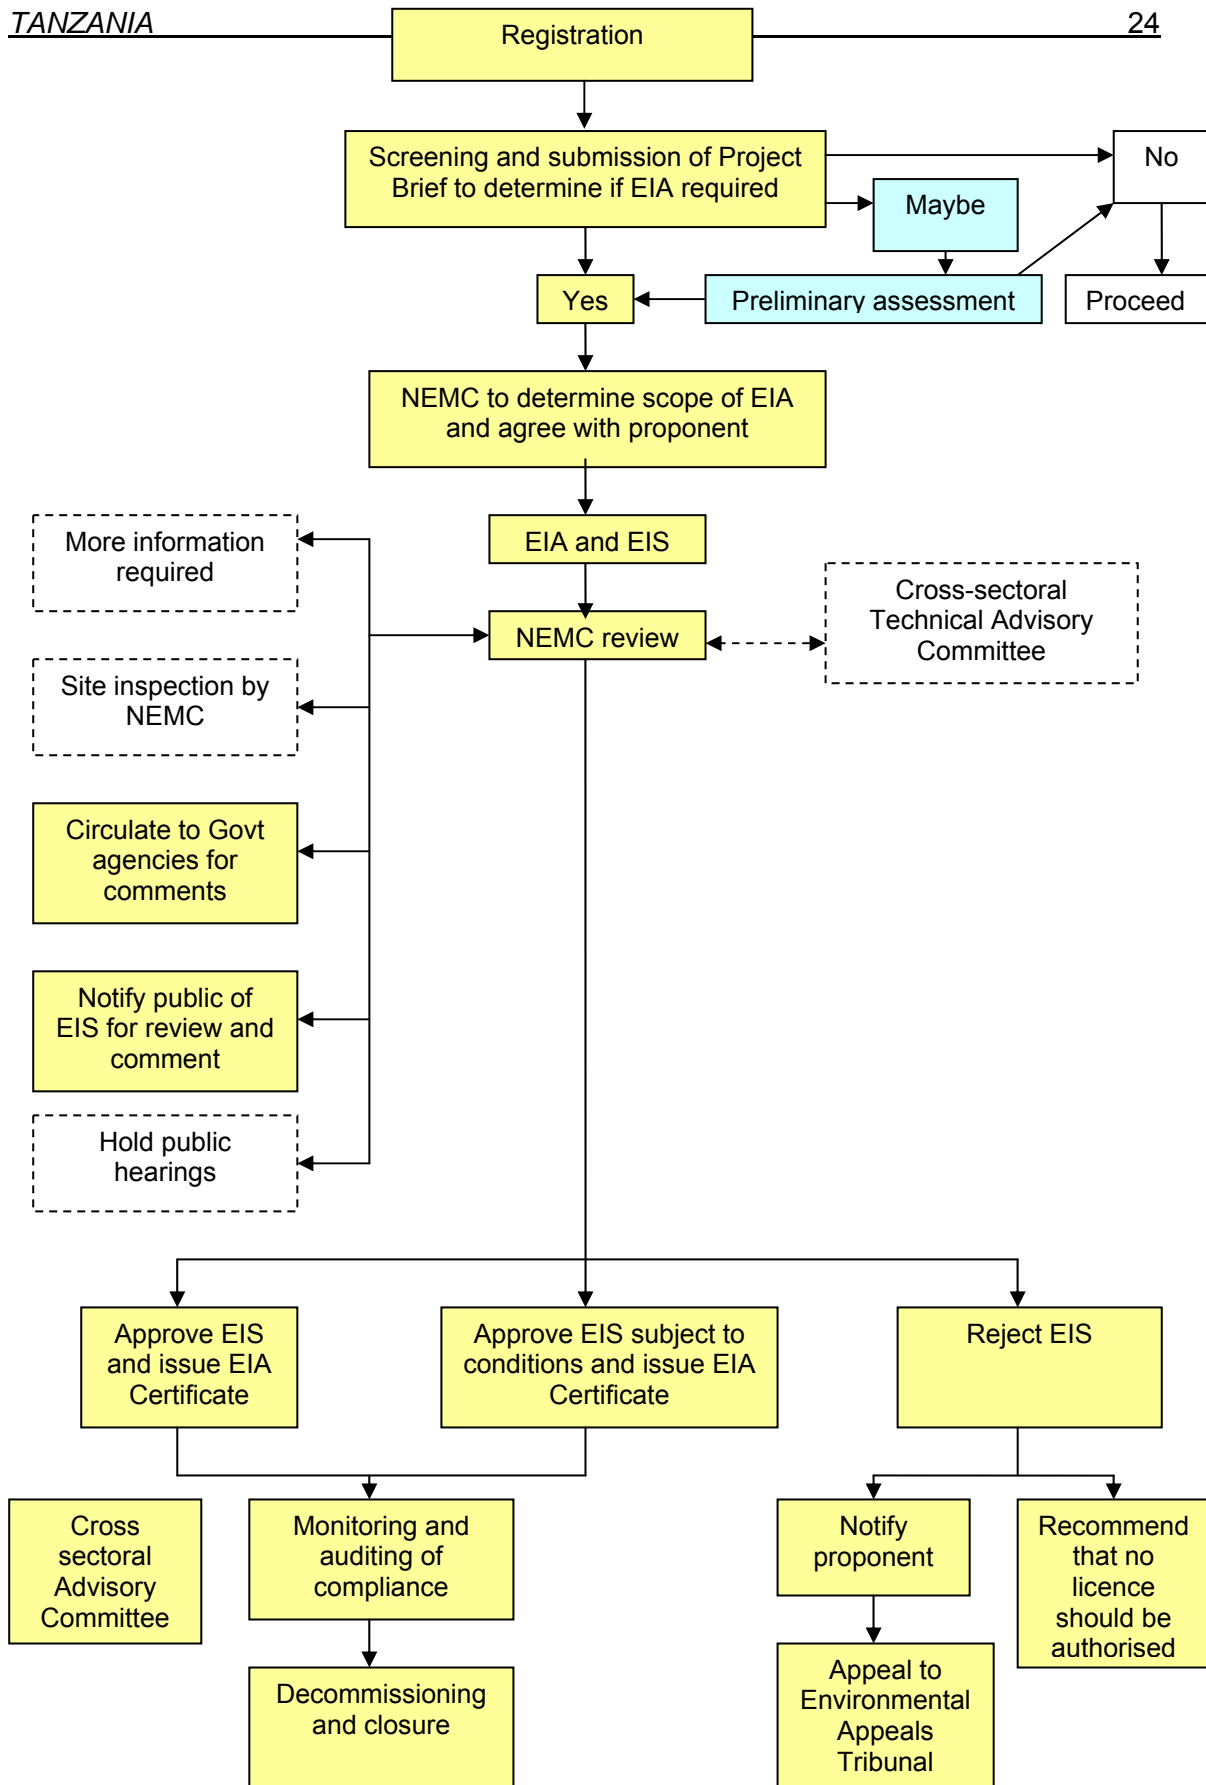 TANZANIA
24
Registration
Screening and submission of Project
Brief to determine if EIA required
No
Maybe
Yes
Preliminary assessment
Proceed
NEMC to determine scope of EIA
and agree with proponent
More information
required
EIA and EIS
Cross-sectoral
Technical Advisory
Committee
NEMC review
Site inspection by
NEMC
Circulate to Govt
agencies for
comments
Notify public of
EIS for review and
comment
Hold public
hearings
Approve EIS
and issue EIA
Certificate
Approve EIS subject to
conditions and issue EIA
Certificate
Reject EIS
Cross
sectoral
Advisory
Committee
Monitoring and
auditing of
compliance
Notify
proponent
Recommend
that no
licence
should be
authorised
Decommissioning
and closure
Appeal to
Environmental
Appeals
Tribunal